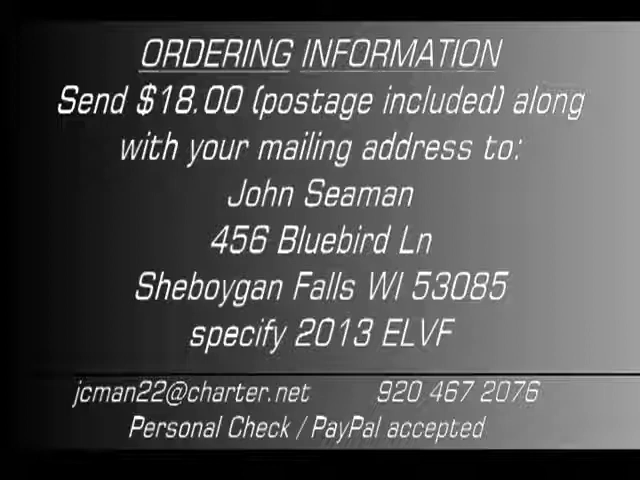 ORDERING INFORMATION
Send $18.00 (postage included) along
with your mailing address to:
John Seaman
456 Bluebird Ln
Sheboygan Falls WI 53085
specify 2013 ELVF
jcman22@charter.net 920 467 2076
Personal Check / PayPal accepted